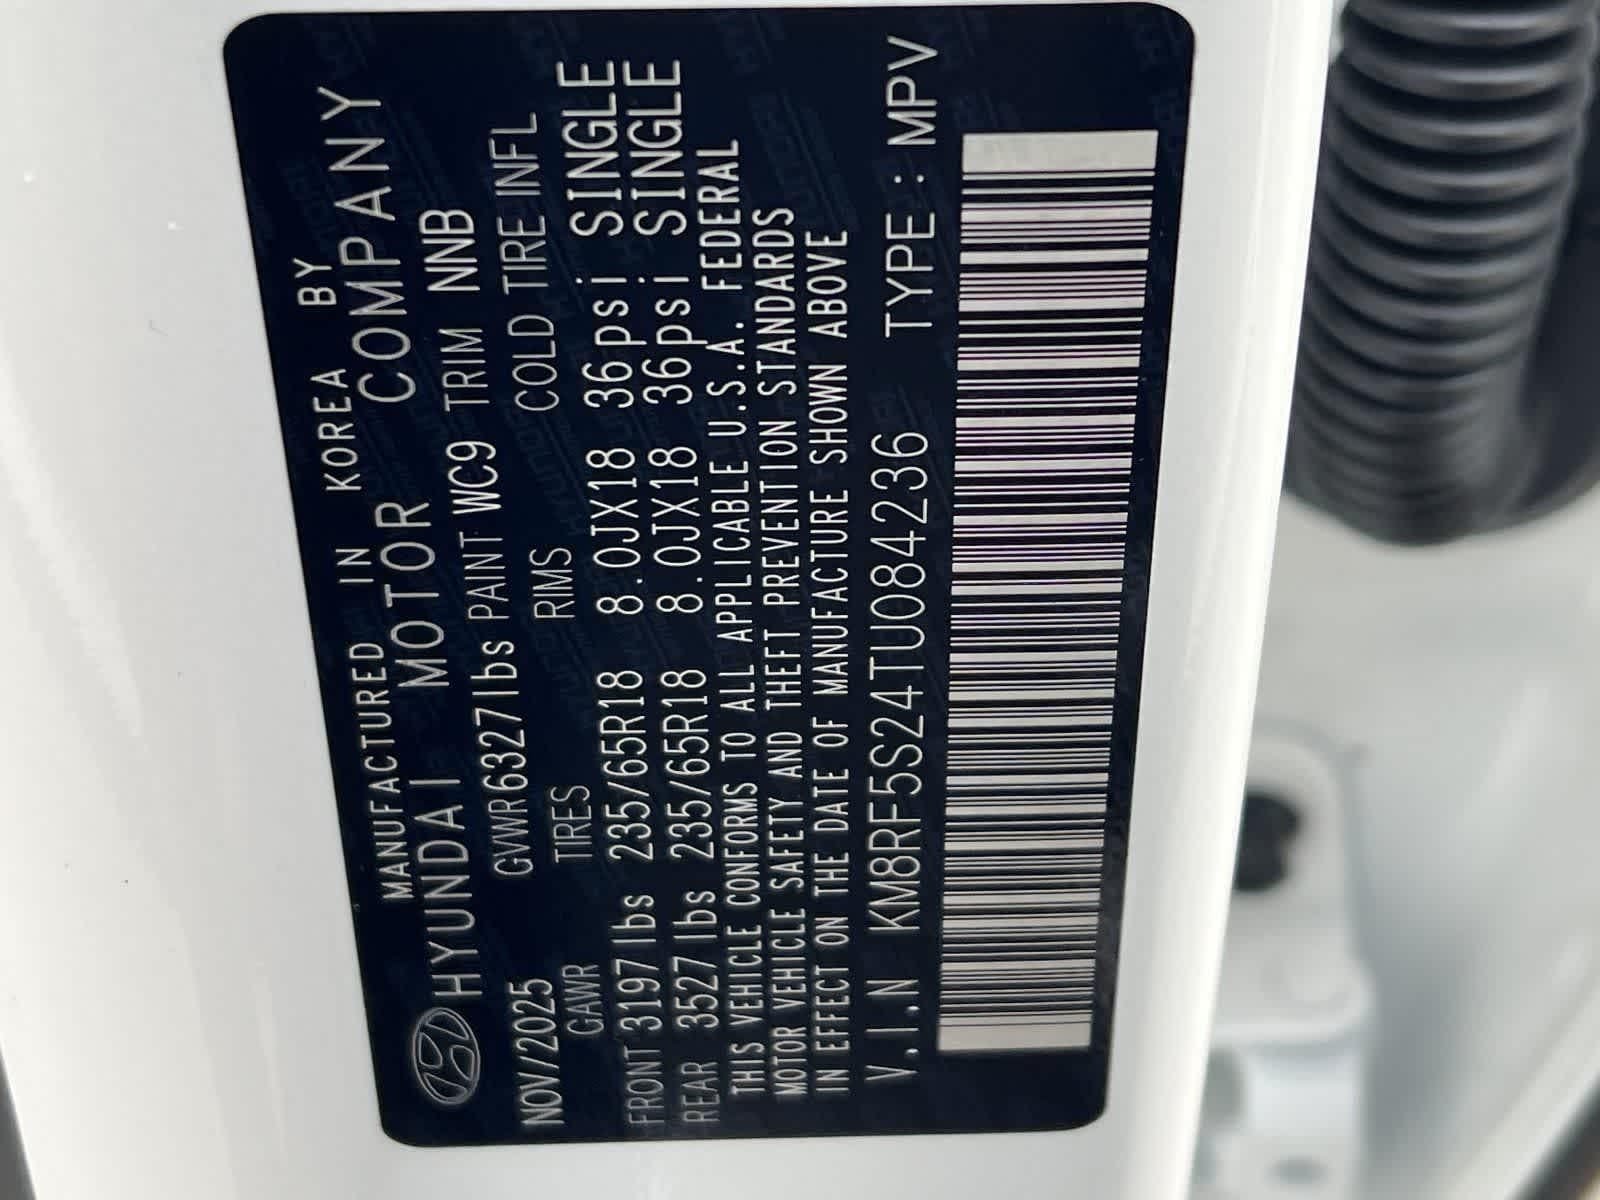 MANUFACTURED IN KOREA BY
HYUNDAI MOTOR COMPANY
NOV/2025 GVWR6327lbs PAINT WC9 TRIM NNB
GAWR TIRES RIMS COLD TIRE INFL
FRONT 3197lbs 235/65R18 8.0JX18 36psi SINGLE
REAR 3527lbs 235/65R18 8.0JX18 36psi SINGLE
THIS VEHICLE CONFORMS TO ALL APPLICABLE U.S.A. FEDERAL
MOTOR VEHICLE SAFETY AND THEFT PREVENTION STANDARDS
IN EFFECT ON THE DATE OF MANUFACTURE SHOWN ABOVE
V.I.N KM8RF5S24TU084236 TYPE : MPV